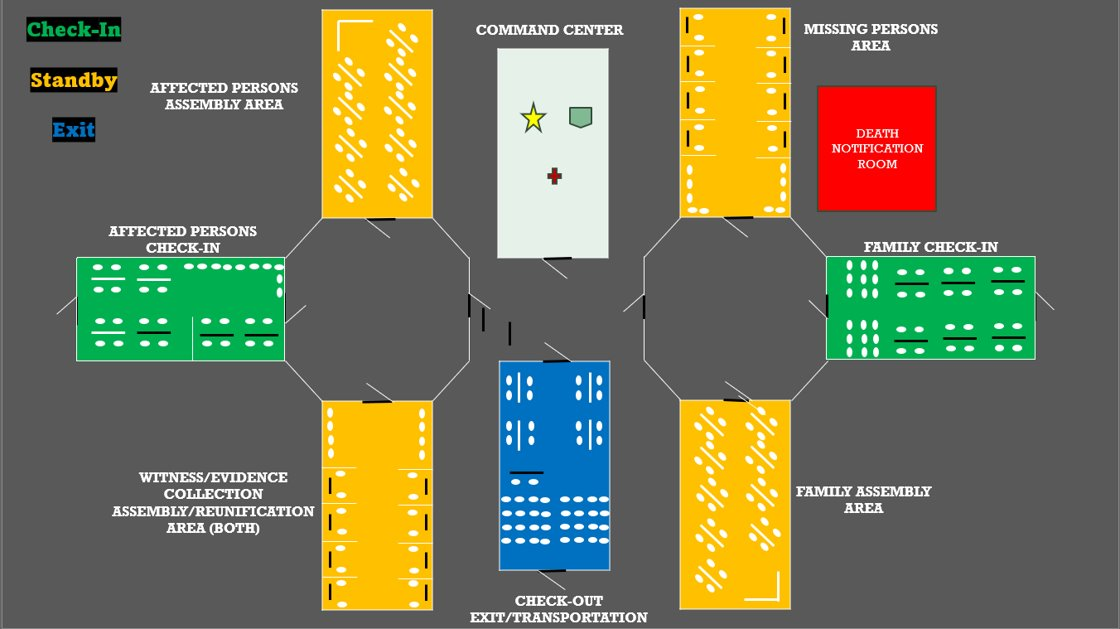 Check-In
Standby
Exit
AFFECTED PERSONS
ASSEMBLY AREA
COMMAND CENTER
MISSING PERSONS
AREA
DEATH
NOTIFICATION
ROOM
AFFECTED PERSONS
CHECK-IN
FAMILY CHECK-IN
WITNESS/EVIDENCE
COLLECTION
ASSEMBLY/REUNIFICATION
AREA (BOTH)
FAMILY ASSEMBLY
AREA
CHECK-OUT
EXIT/TRANSPORTATION